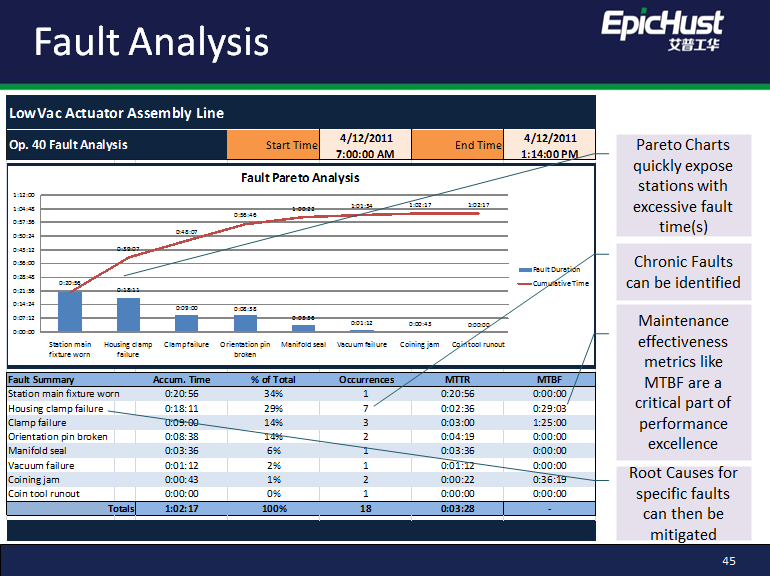 Fault Analysis
EpicHust
艾普工华
LowVac Actuator Assembly Line
Op. 40 Fault Analysis
Start Time
4/12/2011
7:00:00 AM
End Time
4/12/2011
1:14:00 PM
Fault Pareto Analysis
1:12:00
1:04:48
0:57:36
0:50:24
0:43:12
0:36:00
0:28:48
0:21:36
0:14:24
0:07:12
0:00:00
0:20:56
0:39:07
0:48:07
0:56:46
1:00:22
1:01:34
1:02:17
1:02:17
0:18:11
0:09:00
0:08:38
0:03:36
0:01:12
0:00:43
0:00:00
Station main fixture worn
Housing clamp failure
Clamp failure
Orientation pin broken
Manifold seal
Vacuum failure
Coining jam
Coin tool runout
Fault Duration
Cumulative Time
Fault Summary Accum. Time % of Total Occurrences MTTR MTBF
Station main fixture worn 0:20:56 34% 1 0:20:56 0:00:00
Housing clamp failure 0:18:11 29% 7 0:02:36 0:29:03
Clamp failure 0:09:00 14% 3 0:03:00 1:25:00
Orientation pin broken 0:08:38 14% 2 0:04:19 0:00:00
Manifold seal 0:03:36 6% 1 0:03:36 0:00:00
Vacuum failure 0:01:12 2% 1 0:01:12 0:00:00
Coining jam 0:00:43 1% 2 0:00:22 0:36:19
Coin tool runout 0:00:00 0% 1 0:00:00 0:00:00
Totals 1:02:17 100% 18 0:03:28 -
Pareto Charts
quickly expose
stations with
excessive fault
time(s)
Chronic Faults
can be identified
Maintenance
effectiveness
metrics like
MTBF are a
critical part of
performance
excellence
Root Causes for
specific faults
can then be
mitigated
45